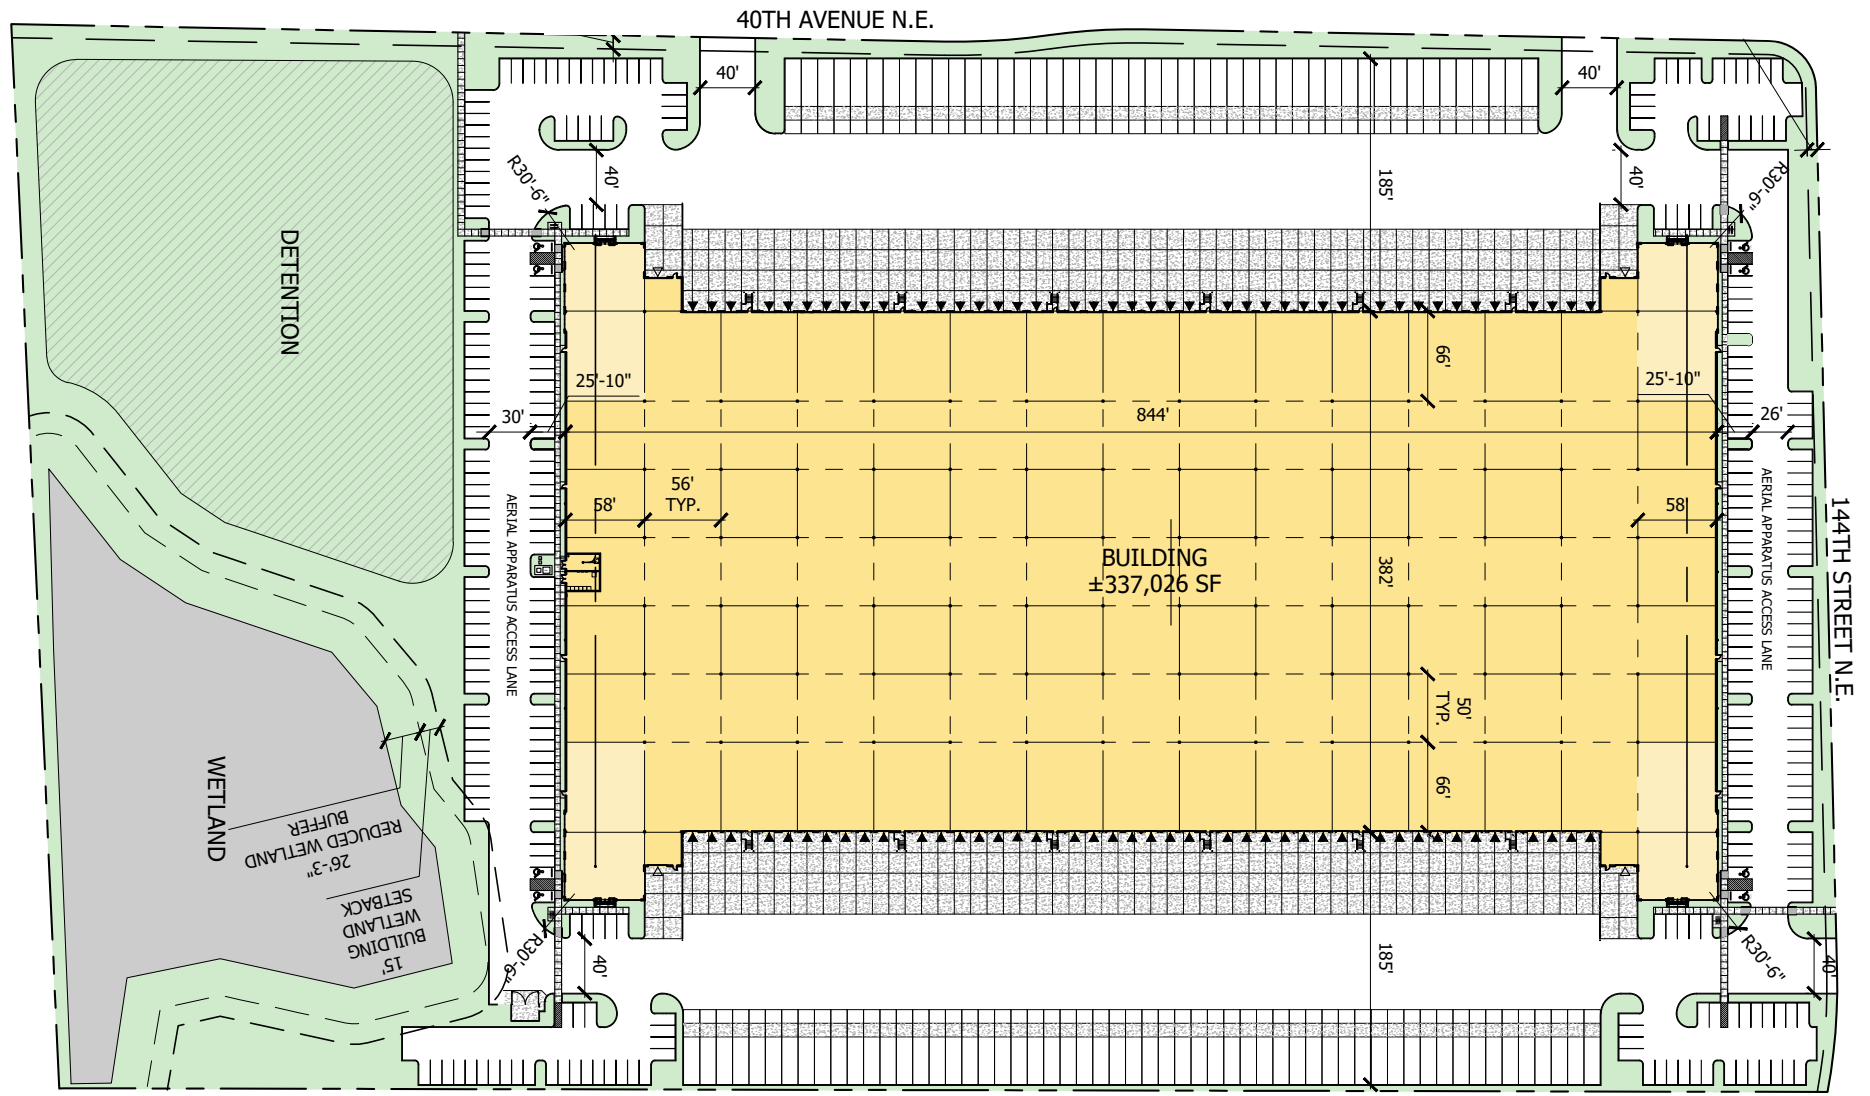 40TH AVENUE N.E.
40'
40'
40'
R30'-6"
185'
40'
R30'-6"
DETENTION
66'
25'-10"
25'-10"
30'
844'
26'
56'
TYP.
58'
58'
AERIAL APPARATUS ACCESS LANE
AERIAL APPARATUS ACCESS LANE
144TH STREET N.E.
BUILDING
±337,026 SF
382'
50'
TYP.
66'
WETLAND
26'-3"
REDUCED WETLAND
BUFFER
15'
BUILDING
WETLAND
SETBACK
R30'-6"
40'
185'
R30'-6"
40'